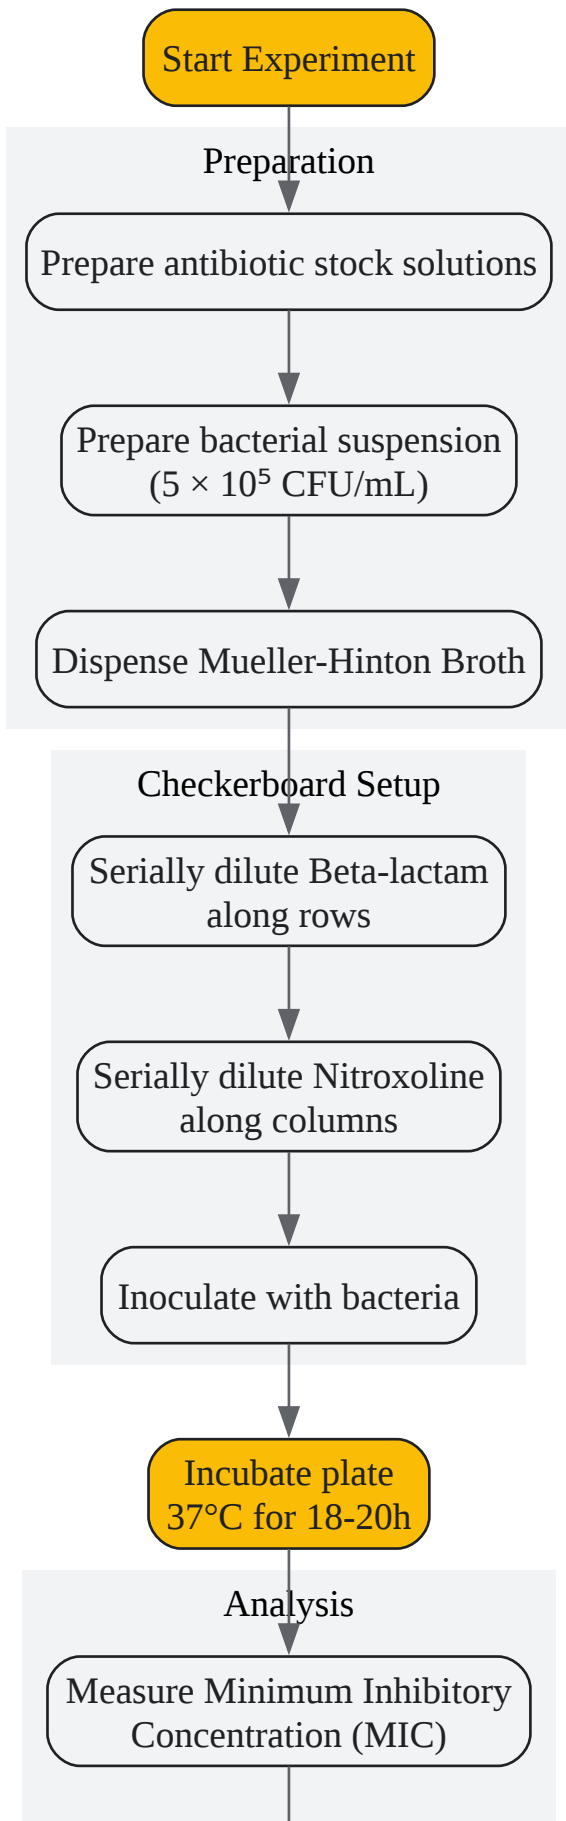 Start Experiment
Preparation
Prepare antibiotic stock solutions
Prepare bacterial suspension
(5 × 10⁵ CFU/mL)
Dispense Mueller-Hinton Broth
Checkerboard Setup
Serially dilute Beta-lactam
along rows
Serially dilute Nitroxoline
along columns
Inoculate with bacteria
Incubate plate
37°C for 18-20h
Analysis
Measure Minimum Inhibitory
Concentration (MIC)